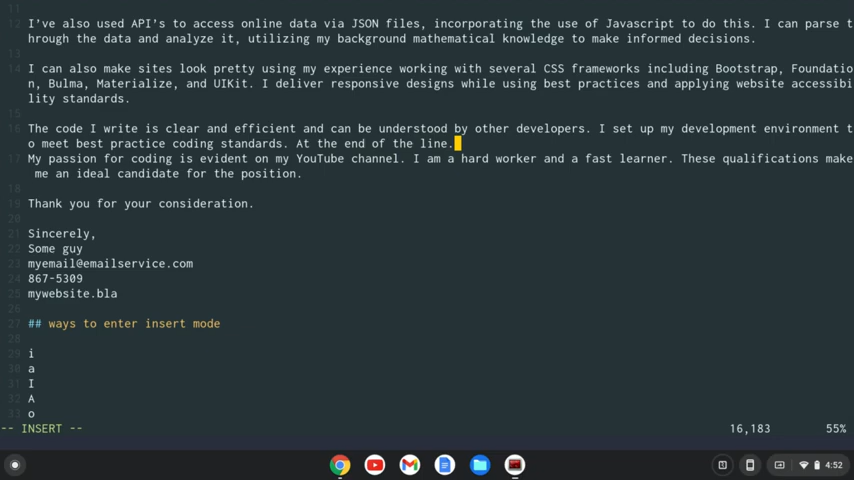 11
12 I've also used API's to access online data via JSON files, incorporating the use of Javascript to do this. I can parse t
hrough the data and analyze it, utilizing my background mathematical knowledge to make informed decisions.
13
14 I can also make sites look pretty using my experience working with several CSS frameworks including Bootstrap, Foundatio
n, Bulma, Materialize, and UIKit. I deliver responsive designs while using best practices and applying website accessibi
lity standards.
15
16 The code I write is clear and efficient and can be understood by other developers. I set up my development environment t
o meet best practice coding standards. At the end of the line.
17 My passion for coding is evident on my YouTube channel. I am a hard worker and a fast learner. These qualifications make
me an ideal candidate for the position.
18
19 Thank you for your consideration.
20
21 Sincerely,
22 Some guy
23 myemail@emailservice.com
24 867-5309
25 mywebsite.bla
26
27 ## ways to enter insert mode
28
29 i
30 a
31 I
32 A
33 o
-- INSERT -- 16,183 55%
4:52